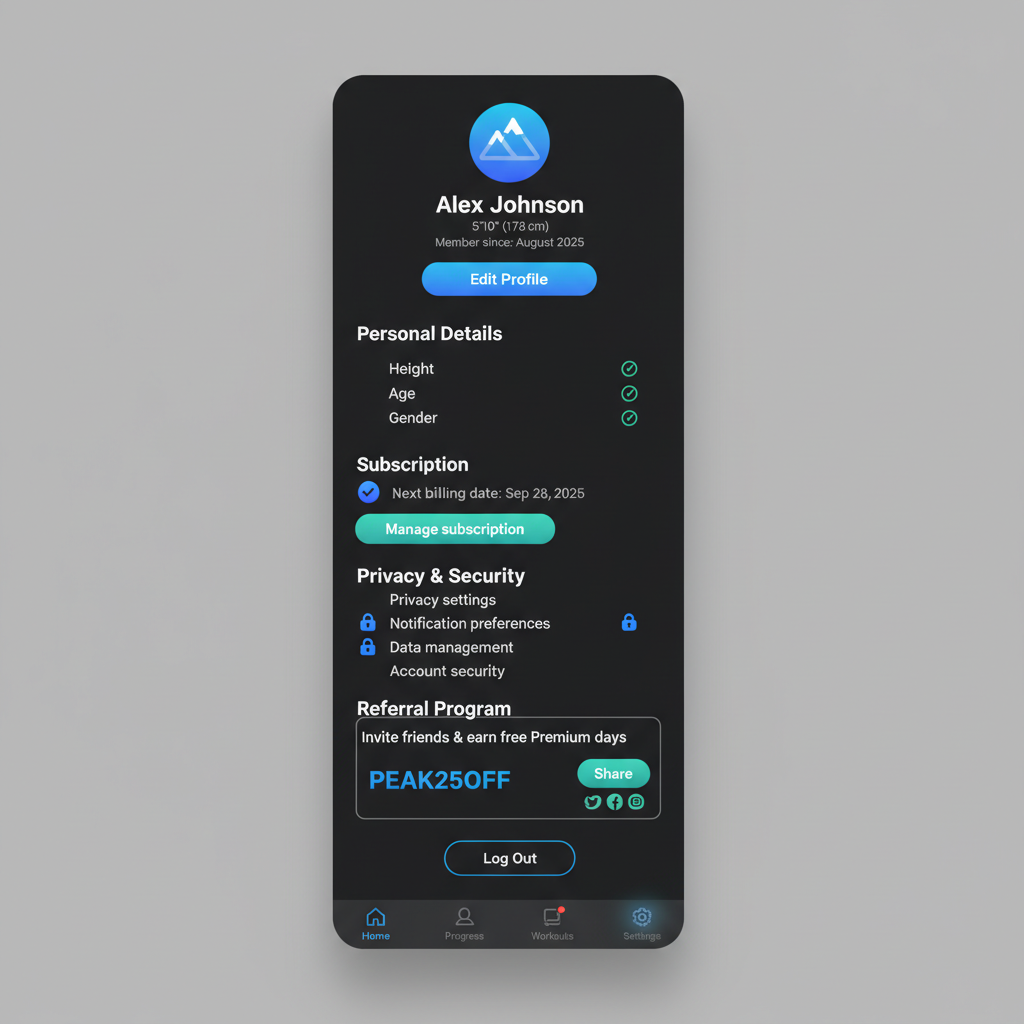 Alex Johnson
5'10" (178 cm)
Member since: August 2025
Edit Profile
Personal Details
Height
Age
Gender
Subscription
Next billing date: Sep 28, 2025
Manage subscription
Privacy & Security
Privacy settings
Notification preferences
Data management
Account security
Referral Program
Invite friends & earn free Premium days
PEAK25OFF
Share
Log Out
Home Progress Workouts Settings